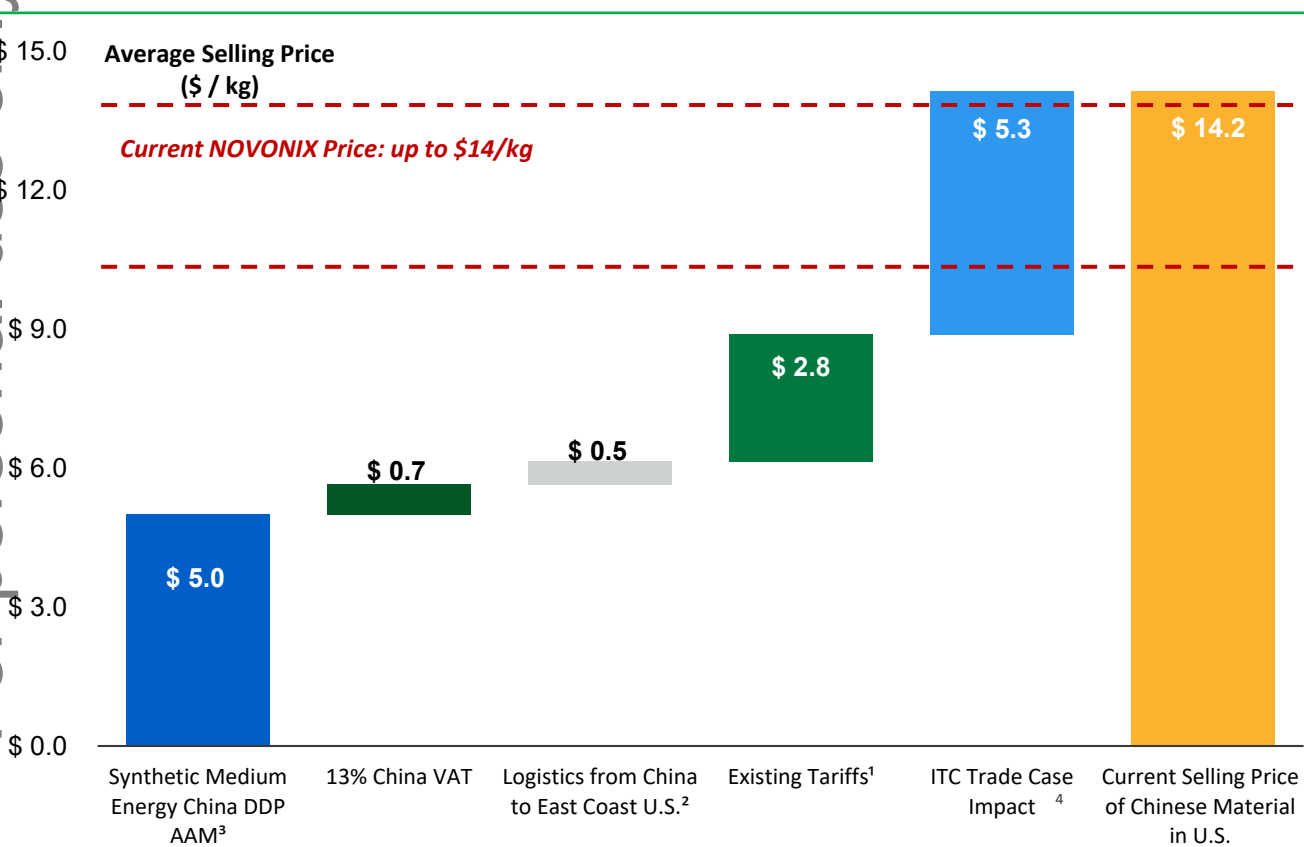 Average Selling Price
($ / kg)
Current NOVONIX Price: up to $14/kg
$ 15.0
$ 12.0
$ 9.0
$ 6.0
$ 3.0
$ 0.0
$ 5.0
$ 0.7
$ 0.5
$ 2.8
$ 5.3
$ 14.2
Synthetic Medium
Energy China DDP
AAM³
13% China VAT
Logistics from China
to East Coast U.S.²
Existing Tariffs¹
ITC Trade Case
Impact ⁴
Current Selling Price
of Chinese Material
in U.S.